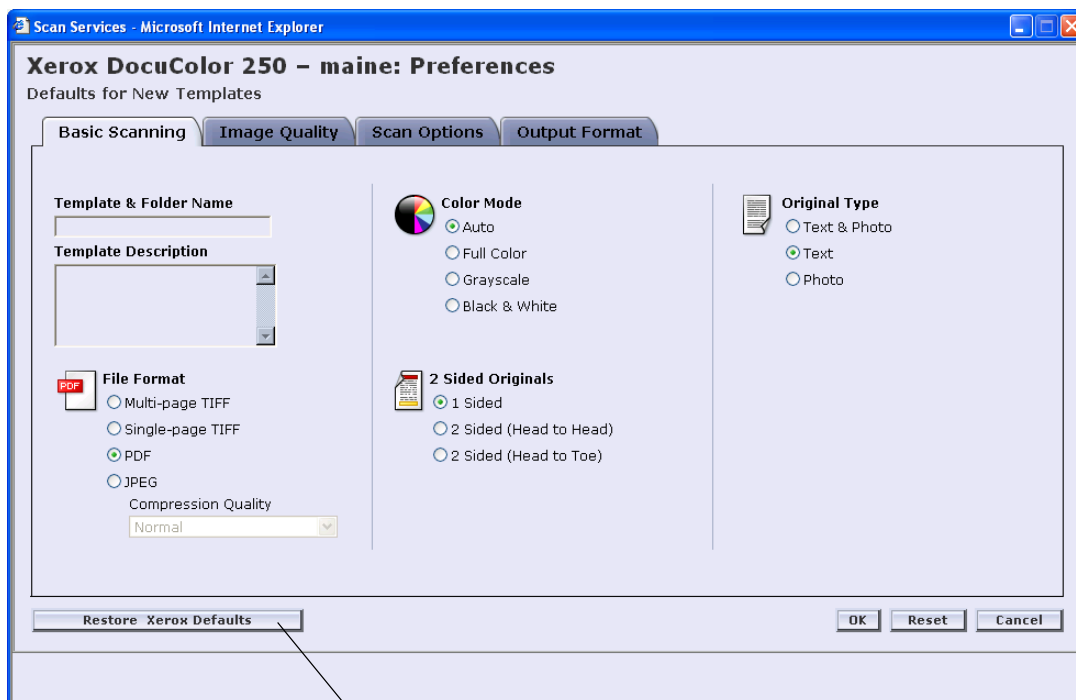 Scan Services - Microsoft Internet Explorer
Xerox DocuColor 250 – maine: Preferences
Defaults for New Templates
Basic Scanning
Image Quality
Scan Options
Output Format
Template & Folder Name
Template Description
PDF
File Format
Multi-page TIFF
Single-page TIFF
PDF
JPEG
Compression Quality
Normal
Color Mode
Auto
Full Color
Grayscale
Black & White
2 Sided Originals
1 Sided
2 Sided (Head to Head)
2 Sided (Head to Toe)
Original Type
Text & Photo
Text
Photo
Restore Xerox Defaults
OK
Reset
Cancel